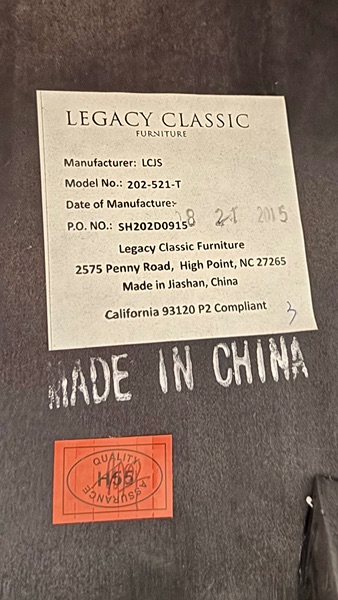 LEGACY CLASSIC
FURNITURE
Manufacturer: LCJS
Model No.: 202-521-T
Date of Manufacture:-
8 21 2015
P.O. NO.: SH202D0915
Legacy Classic Furniture
2575 Penny Road, High Point, NC 27265
Made in Jiashan, China
California 93120 P2 Compliant
3
MADE IN CHINA
QUALITY
H55
ASSURANCE